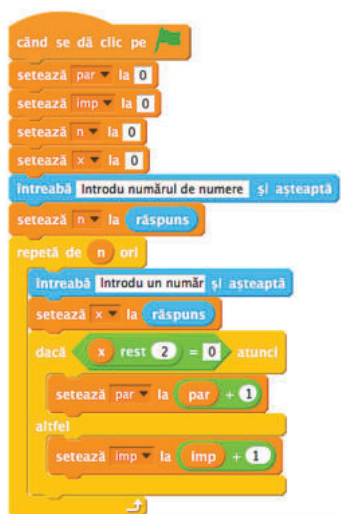 când se dă clic pe
setează par la 0
setează imp la 0
setează n la 0
setează x la 0
întreabă Introdu numărul de numere și așteaptă
setează n la răspuns
repetă de n ori
întreabă Introdu un număr și așteaptă
setează x la răspuns
dacă x rest 2 = 0 atunci
setează par la par + 1
altfel
setează imp la imp + 1